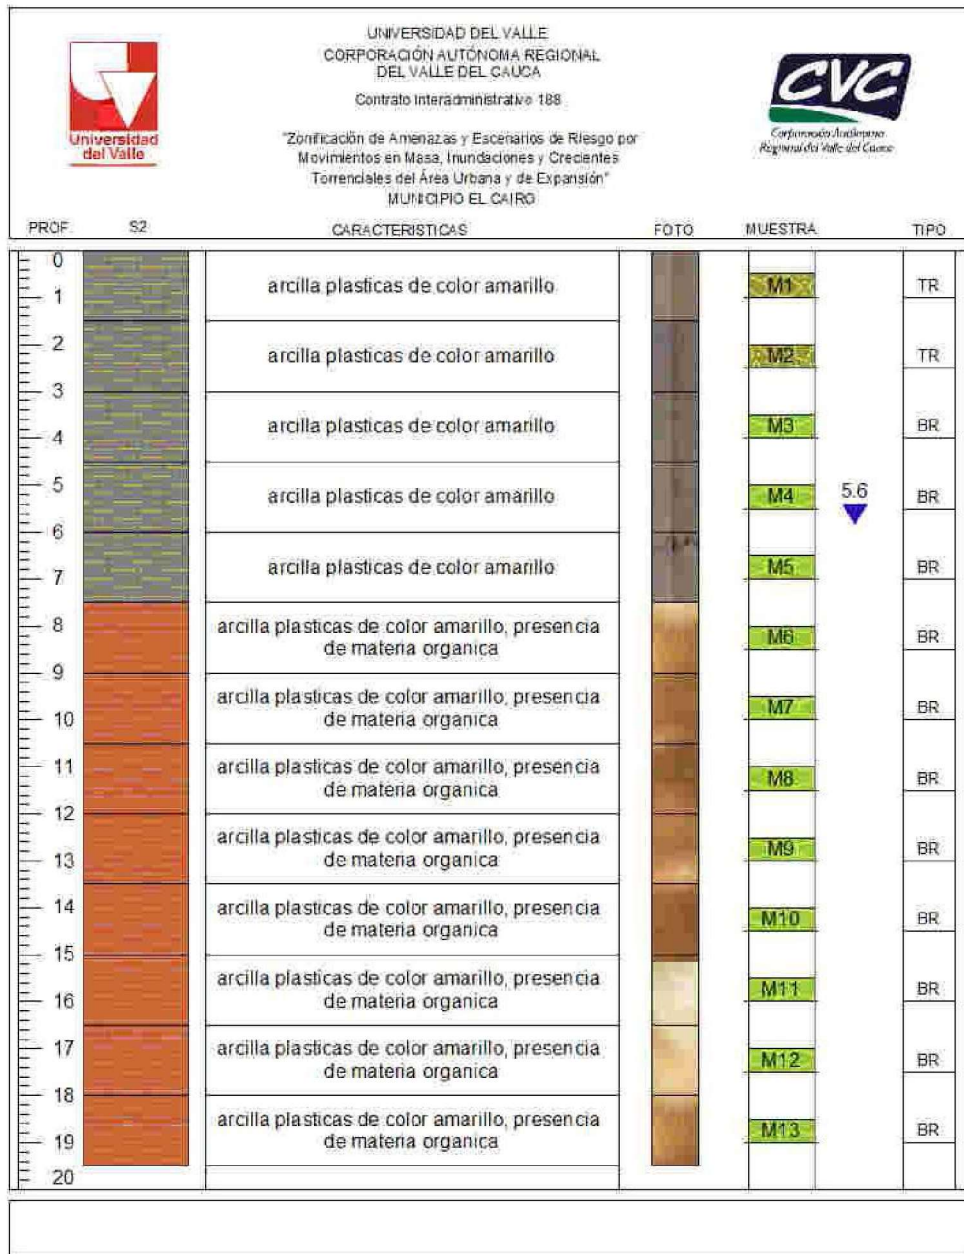 UNIVERSIDAD DEL VALLE
CORPORACIÓN AUTÓNOMA REGIONAL
DEL VALLE DEL CAUCA
Contrato Interadministrativo 188
"Zonificación de Amenazas y Escenarios de Riesgo por
Movimientos en Masa, Inundaciones y Crecientes
Torrenciales del Área Urbana y de Expansión"
MUNICIPIO EL CAIRO
Universidad
del Valle
CVC
Corporación Autónoma
Regional del Valle del Cauca
PROF. S2 CARACTERISTICAS FOTO MUESTRA TIPO
0
arcilla plasticas de color amarillo M1 TR
1
2 arcilla plasticas de color amarillo M2 TR
3
arcilla plasticas de color amarillo M3 BR
4
5 arcilla plasticas de color amarillo M4 5.6 BR
6
arcilla plasticas de color amarillo M5 BR
7
8 arcilla plasticas de color amarillo, presencia
de materia organica M6 BR
9
arcilla plasticas de color amarillo, presencia
10 de materia organica M7 BR
11 arcilla plasticas de color amarillo, presencia
de materia organica M8 BR
12
arcilla plasticas de color amarillo, presencia
13 de materia organica M9 BR
14 arcilla plasticas de color amarillo, presencia
de materia organica M10 BR
15
arcilla plasticas de color amarillo, presencia
16 de materia organica M11 BR
17 arcilla plasticas de color amarillo, presencia
de materia organica M12 BR
18
arcilla plasticas de color amarillo, presencia
19 de materia organica M13 BR
20